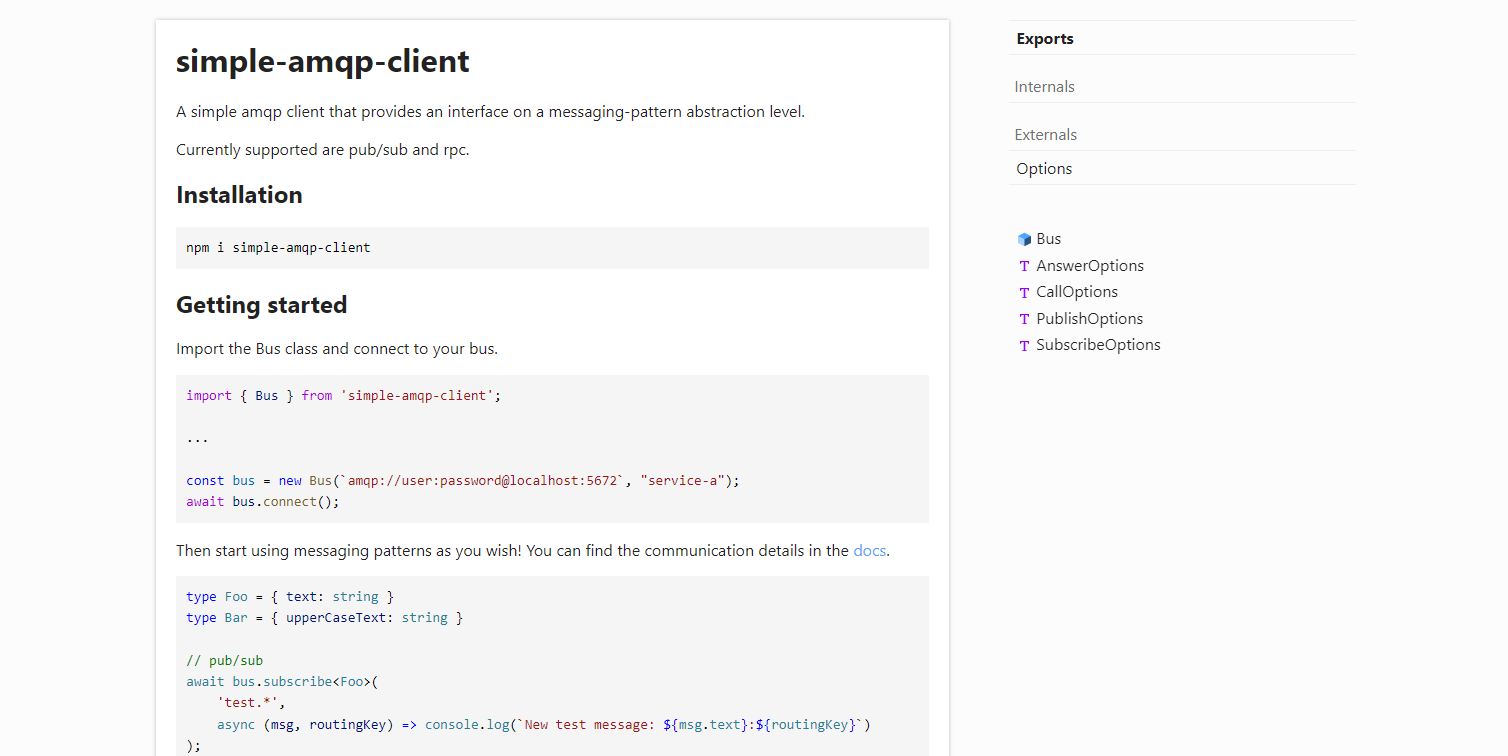 simple-amqp-client
A simple amqp client that provides an interface on a messaging-pattern abstraction level.
Currently supported are pub/sub and rpc.
Installation
npm i simple-amqp-client
Getting started
Import the Bus class and connect to your bus.
import { Bus } from 'simple-amqp-client';
...
const bus = new Bus(`amqp://user:password@localhost:5672`, "service-a");
await bus.connect();
Then start using messaging patterns as you wish! You can find the communication details in the docs.
type Foo = { text: string }
type Bar = { upperCaseText: string }
// pub/sub
await bus.subscribe<Foo>(
    'test.*',
    async (msg, routingKey) => console.log(`New test message: ${msg.text}:${routingKey}`)
);
Exports
Internals
Externals
Options
Bus
T AnswerOptions
T CallOptions
T PublishOptions
T SubscribeOptions